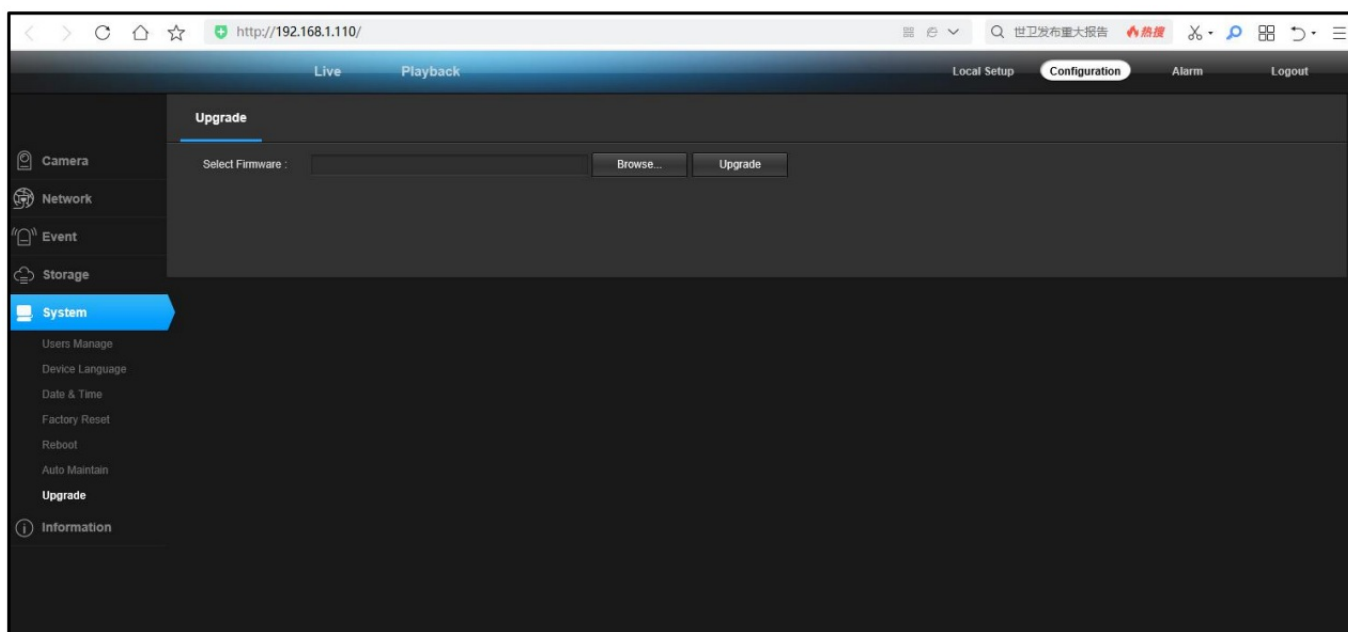 http://192.168.1.110/
世卫发布重大报告
热搜
Live Playback Local Setup Configuration Alarm Logout
Upgrade
Select Firmware : Browse... Upgrade
Camera
Network
Event
Storage
System
Users Manage
Device Language
Date & Time
Factory Reset
Reboot
Auto Maintain
Upgrade
Information